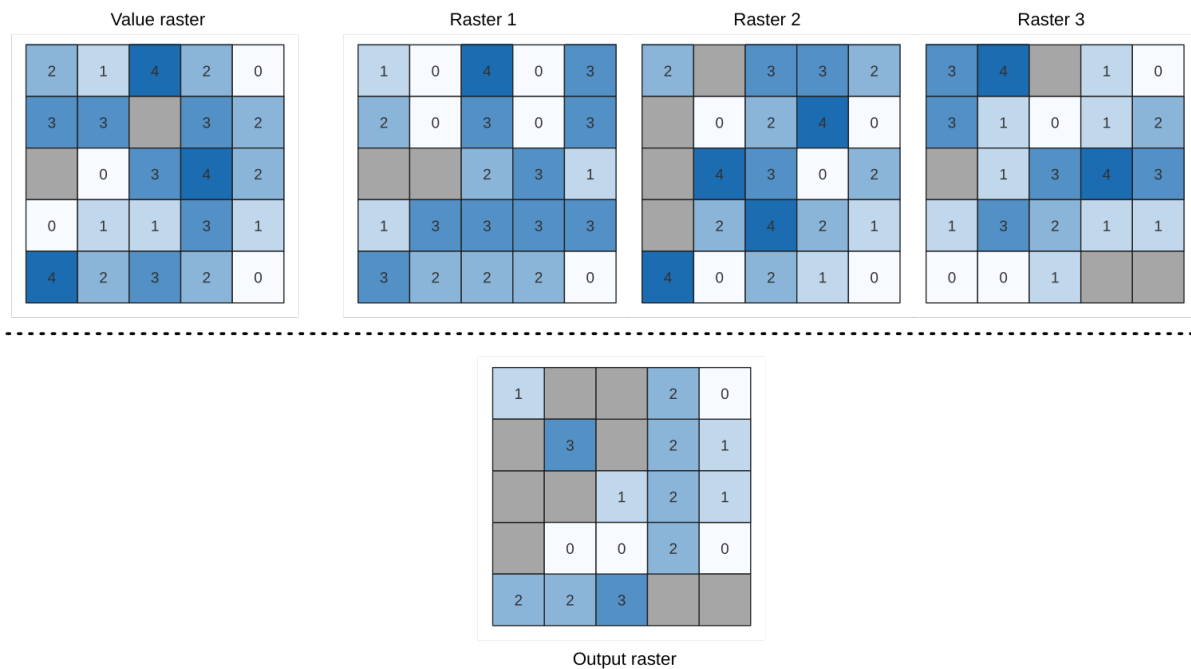 Value raster Raster 1 Raster 2 Raster 3
2 1 4 2 0 1 0 4 0 3 2 3 3 2 3 4 1 0
3 3 3 2 2 0 3 0 3 0 2 4 0 3 1 0 1 2
0 3 4 2 2 3 1 4 3 0 2 1 3 4 3
0 1 1 3 1 1 3 3 3 3 2 4 2 1 1 3 2 1 1
4 2 3 2 0 3 2 2 2 0 4 0 2 1 0 0 0 1
1 2 0
3 2 1
1 2 1
0 0 2 0
2 2 3
Output raster